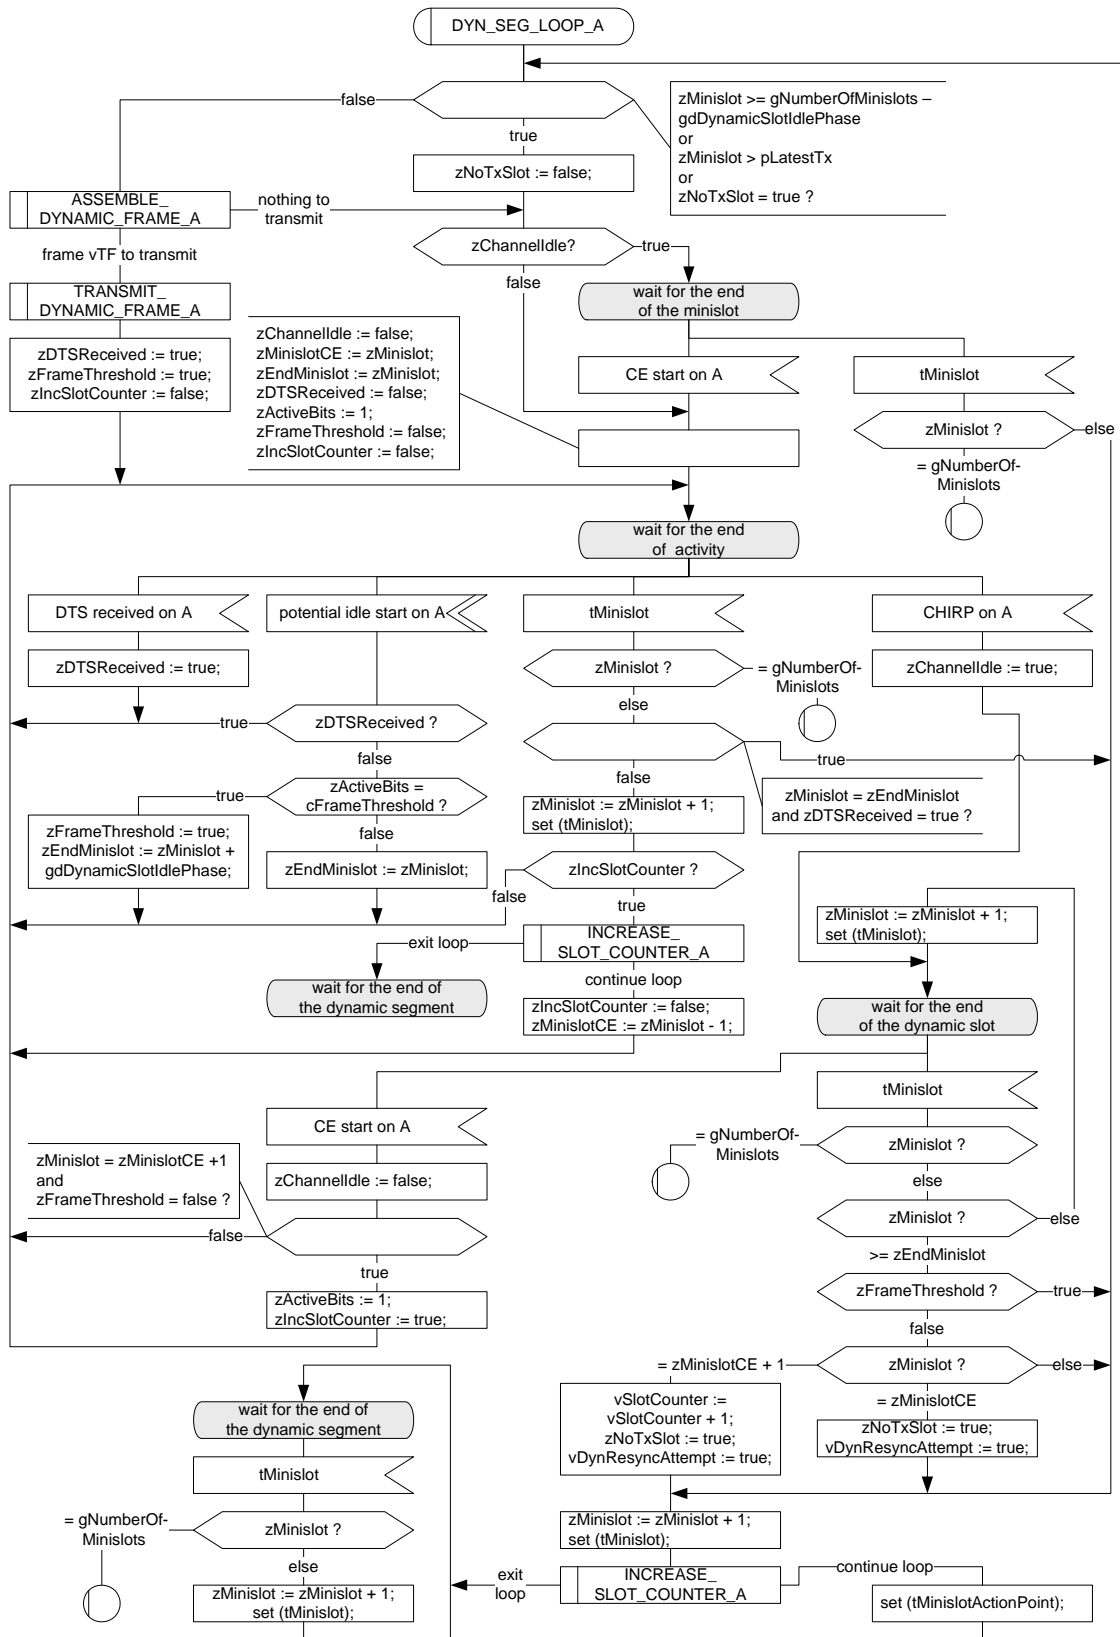 DYN_SEG_LOOP_A
false
true
zMinislot >= gNumberOfMinislots –
gdDynamicSlotIdlePhase
or
zMinislot > pLatestTx
or
zNoTxSlot = true ?
zNoTxSlot := false;
ASSEMBLE_
DYNAMIC_FRAME_A
nothing to
transmit
zChannelIdle?
true
false
frame vTF to transmit
TRANSMIT_
DYNAMIC_FRAME_A
wait for the end
of the minislot
zDTSReceived := true;
zFrameThreshold := true;
zIncSlotCounter := false;
zChannelIdle := false;
zMinislotCE := zMinislot;
zEndMinislot := zMinislot;
zDTSReceived := false;
zActiveBits := 1;
zFrameThreshold := false;
zIncSlotCounter := false;
CE start on A
tMinislot
zMinislot ?
else
= gNumberOf-
Minislots
wait for the end
of activity
DTS received on A
potential idle start on A
tMinislot
CHIRP on A
zDTSReceived := true;
zMinislot ?
= gNumberOf-
Minislots
zChannelIdle := true;
else
true
zDTSReceived ?
false
true
false
zMinislot = zEndMinislot
and zDTSReceived = true ?
true
zActiveBits =
cFrameThreshold ?
false
zMinislot := zMinislot + 1;
set (tMinislot);
zFrameThreshold := true;
zEndMinislot := zMinislot +
gdDynamicSlotIdlePhase;
zEndMinislot := zMinislot;
zIncSlotCounter ?
false
true
zMinislot := zMinislot + 1;
set (tMinislot);
exit loop
INCREASE_
SLOT_COUNTER_A
continue loop
wait for the end of
the dynamic segment
zIncSlotCounter := false;
zMinislotCE := zMinislot - 1;
wait for the end
of the dynamic slot
CE start on A
tMinislot
= gNumberOf-
Minislots
zMinislot ?
zMinislot = zMinislotCE +1
and
zFrameThreshold = false ?
zChannelIdle := false;
else
false
zMinislot ?
else
true
>= zEndMinislot
zActiveBits := 1;
zIncSlotCounter := true;
zFrameThreshold ?
true
false
= zMinislotCE + 1
zMinislot ?
else
= zMinislotCE
wait for the end of
the dynamic segment
vSlotCounter :=
vSlotCounter + 1;
zNoTxSlot := true;
vDynResyncAttempt := true;
zNoTxSlot := true;
vDynResyncAttempt := true;
tMinislot
= gNumberOf-
Minislots
zMinislot ?
zMinislot := zMinislot + 1;
set (tMinislot);
else
exit
loop
INCREASE_
SLOT_COUNTER_A
continue loop
zMinislot := zMinislot + 1;
set (tMinislot);
set (tMinislotActionPoint);